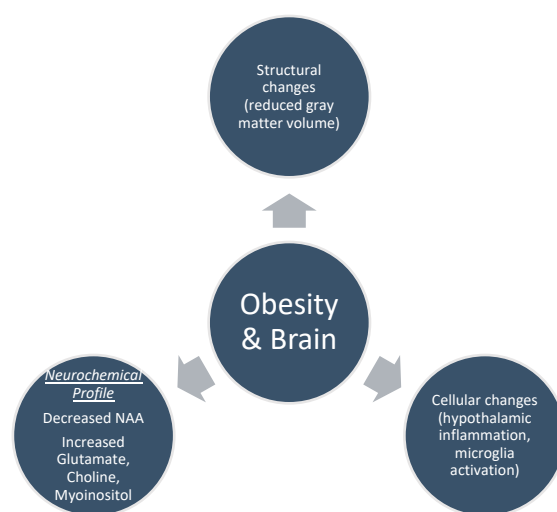 Structural
changes
(reduced gray
matter volume)
Obesity
& Brain
Neurochemical
Profile
Decreased NAA
Increased
Glutamate,
Choline,
Myoinositol
Cellular changes
(hypothalamic
inflammation,
microglia
activation)